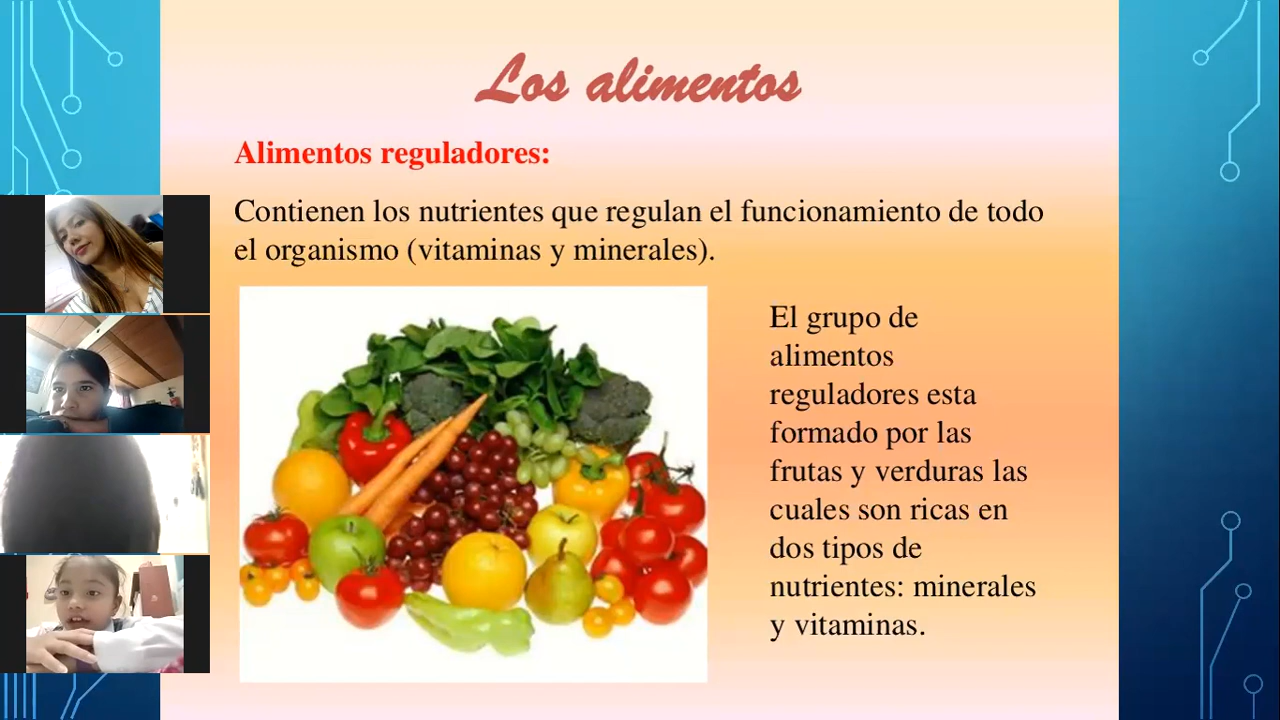 Los alimentos
Alimentos reguladores:
Contienen los nutrientes que regulan el funcionamiento de todo
el organismo (vitaminas y minerales).
El grupo de
alimentos
reguladores esta
formado por las
frutas y verduras las
cuales son ricas en
dos tipos de
nutrientes: minerales
y vitaminas.